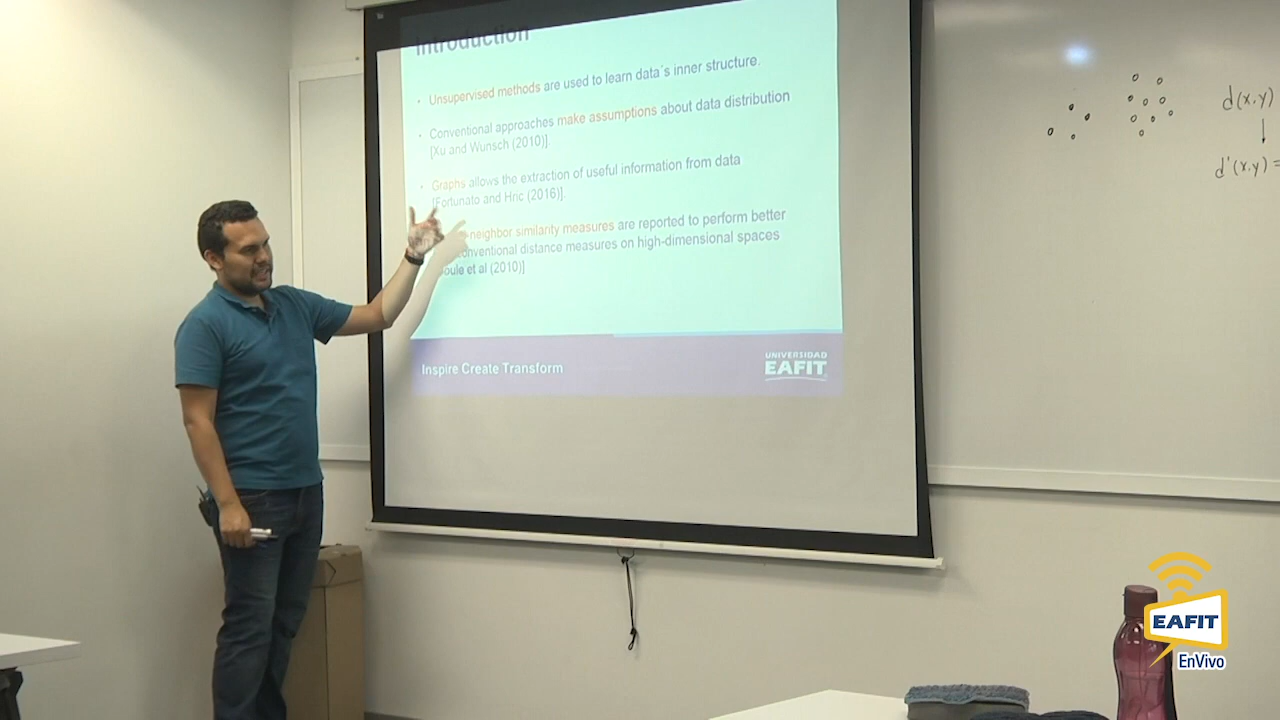 Introduction
• Unsupervised methods are used to learn data´s inner structure.
• Conventional approaches make assumptions about data distribution
[Xu and Wunsch (2010)]
• Graphs allows the extraction of useful information from data
[Fortunato and Hric (2016)].
-neighbor similarity measures are reported to perform better
conventional distance measures on high-dimensional spaces
et al (2010)]
Inspire Create Transform
UNIVERSIDAD
EAFIT
d(x,y)
↓
d'(x,y) =
EAFIT
EnVivo